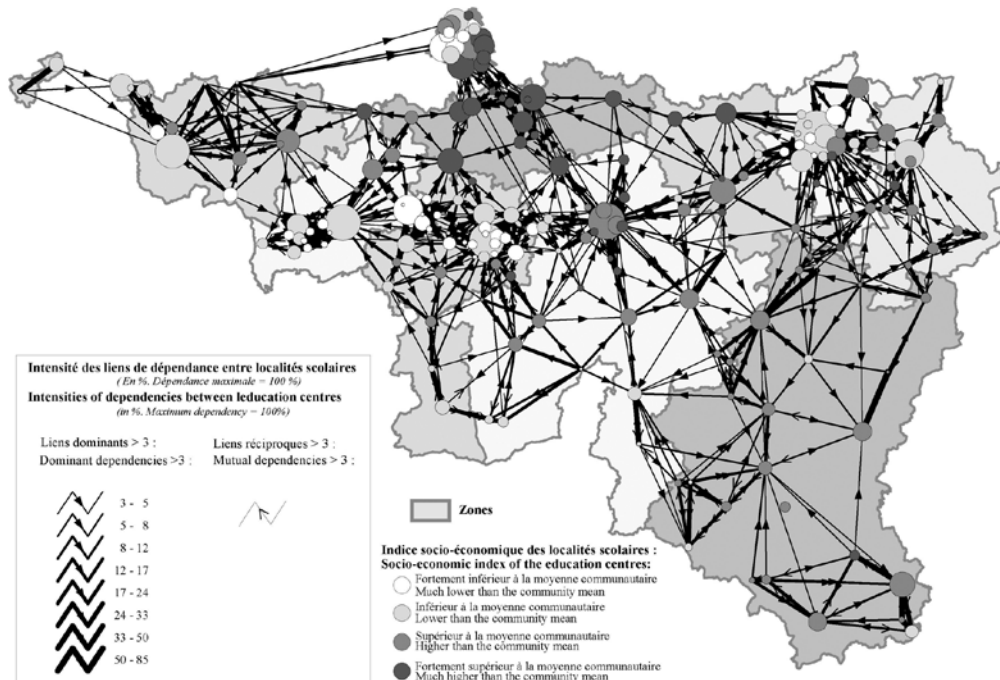 Intensité des liens de dépendance entre localités scolaires
(En %. Dépendance maximale = 100 %)
Intensities of dependencies between leducation centres
(in %. Maximum dependency = 100%)
Liens dominants > 3 :
Dominant dependencies >3 :
Liens réciproques > 3 :
Mutual dependencies > 3 :
3 - 5
5 - 8
8 - 12
12 - 17
17 - 24
24 - 33
33 - 50
50 - 85
Zones
Indice socio-économique des localités scolaires :
Socio-economic index of the education centres:
Fortement inférieur à la moyenne communautaire
Much lower than the community mean
Inférieur à la moyenne communautaire
Lower than the community mean
Supérieur à la moyenne communautaire
Higher than the community mean
Fortement supérieur à la moyenne communautaire
Much higher than the community mean